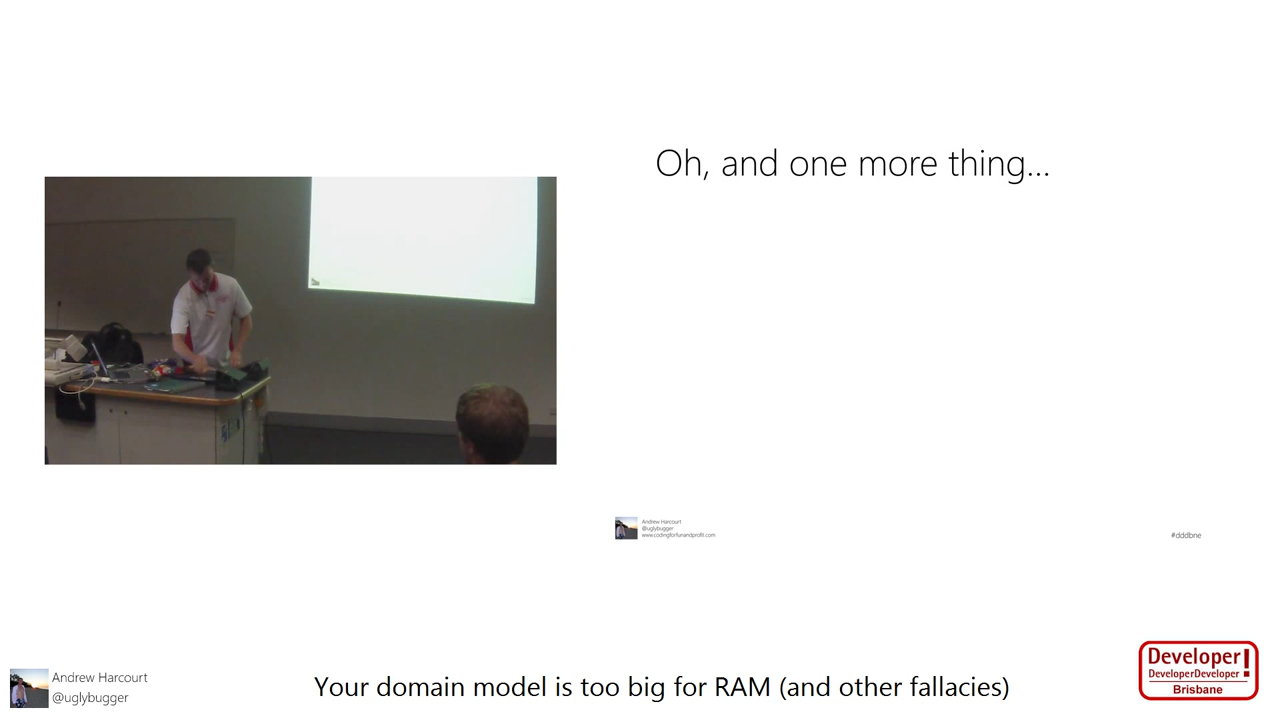 Oh, and one more thing...
Andrew Harcourt
@uglybugger
www.codingforfunandprofit.com
#dddbne
Andrew Harcourt
@uglybugger
Your domain model is too big for RAM (and other fallacies)
Developer!
DeveloperDeveloper
Brisbane